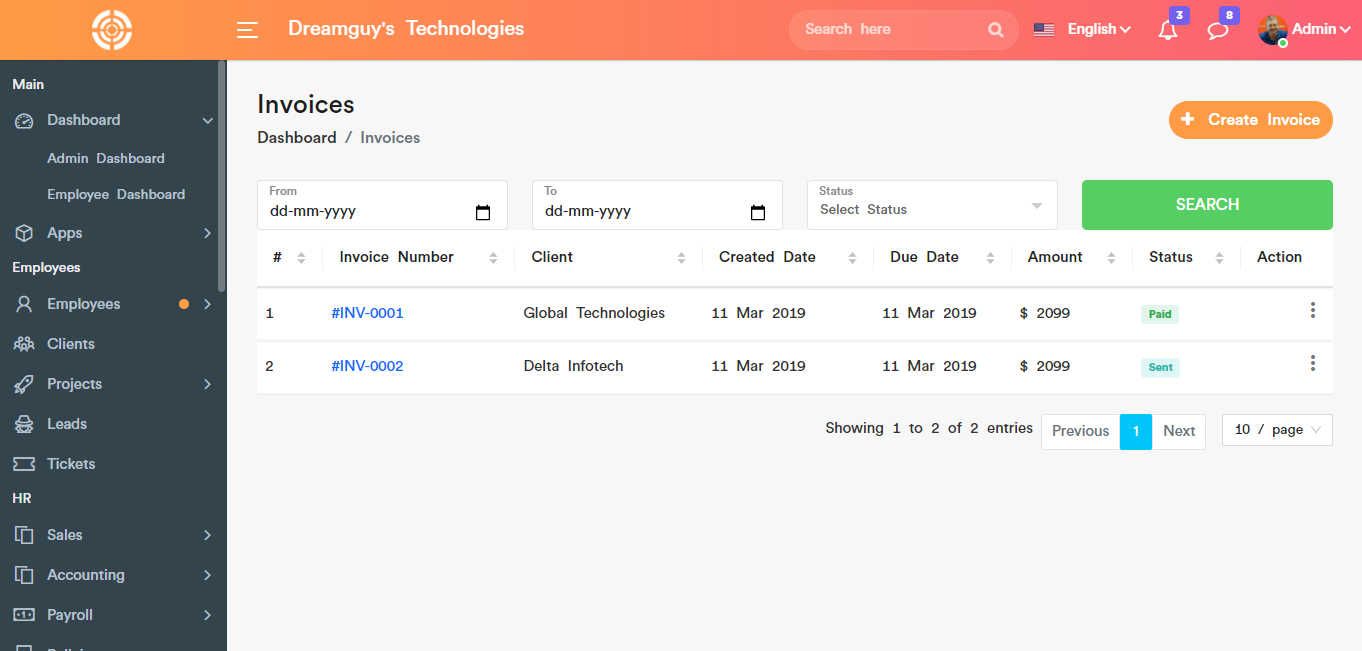 Dreamguy's Technologies
Search here
English
3
8
Admin
Main
Dashboard
Admin Dashboard
Employee Dashboard
Apps
Employees
Employees
Clients
Projects
Leads
Tickets
HR
Sales
Accounting
Payroll
Invoices
Dashboard / Invoices
+ Create Invoice
From
dd-mm-yyyy
To
dd-mm-yyyy
Status
Select Status
SEARCH
# Invoice Number Client Created Date Due Date Amount Status Action
1 #INV-0001 Global Technologies 11 Mar 2019 11 Mar 2019 $ 2099 Paid
2 #INV-0002 Delta Infotech 11 Mar 2019 11 Mar 2019 $ 2099 Sent
Showing 1 to 2 of 2 entries Previous 1 Next 10 / page